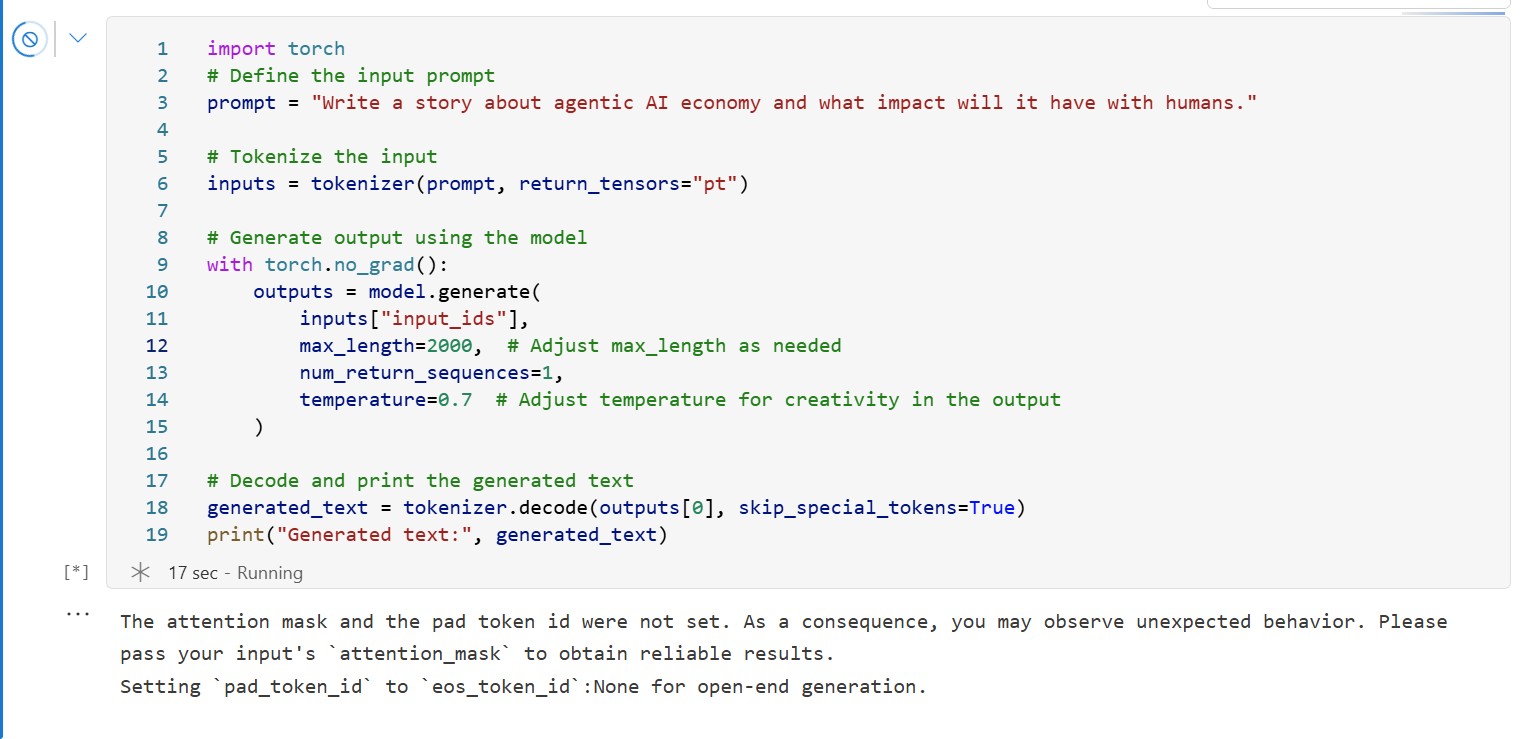 1 import torch
2 # Define the input prompt
3 prompt = "Write a story about agentic AI economy and what impact will it have with humans."
4
5 # Tokenize the input
6 inputs = tokenizer(prompt, return_tensors="pt")
7
8 # Generate output using the model
9 with torch.no_grad():
10     outputs = model.generate(
11         inputs["input_ids"],
12         max_length=2000,  # Adjust max_length as needed
13         num_return_sequences=1,
14         temperature=0.7  # Adjust temperature for creativity in the output
15     )
16
17 # Decode and print the generated text
18 generated_text = tokenizer.decode(outputs[0], skip_special_tokens=True)
19 print("Generated text:", generated_text)
[*] 17 sec - Running
... The attention mask and the pad token id were not set. As a consequence, you may observe unexpected behavior. Please
pass your input's `attention_mask` to obtain reliable results.
Setting `pad_token_id` to `eos_token_id`:None for open-end generation.